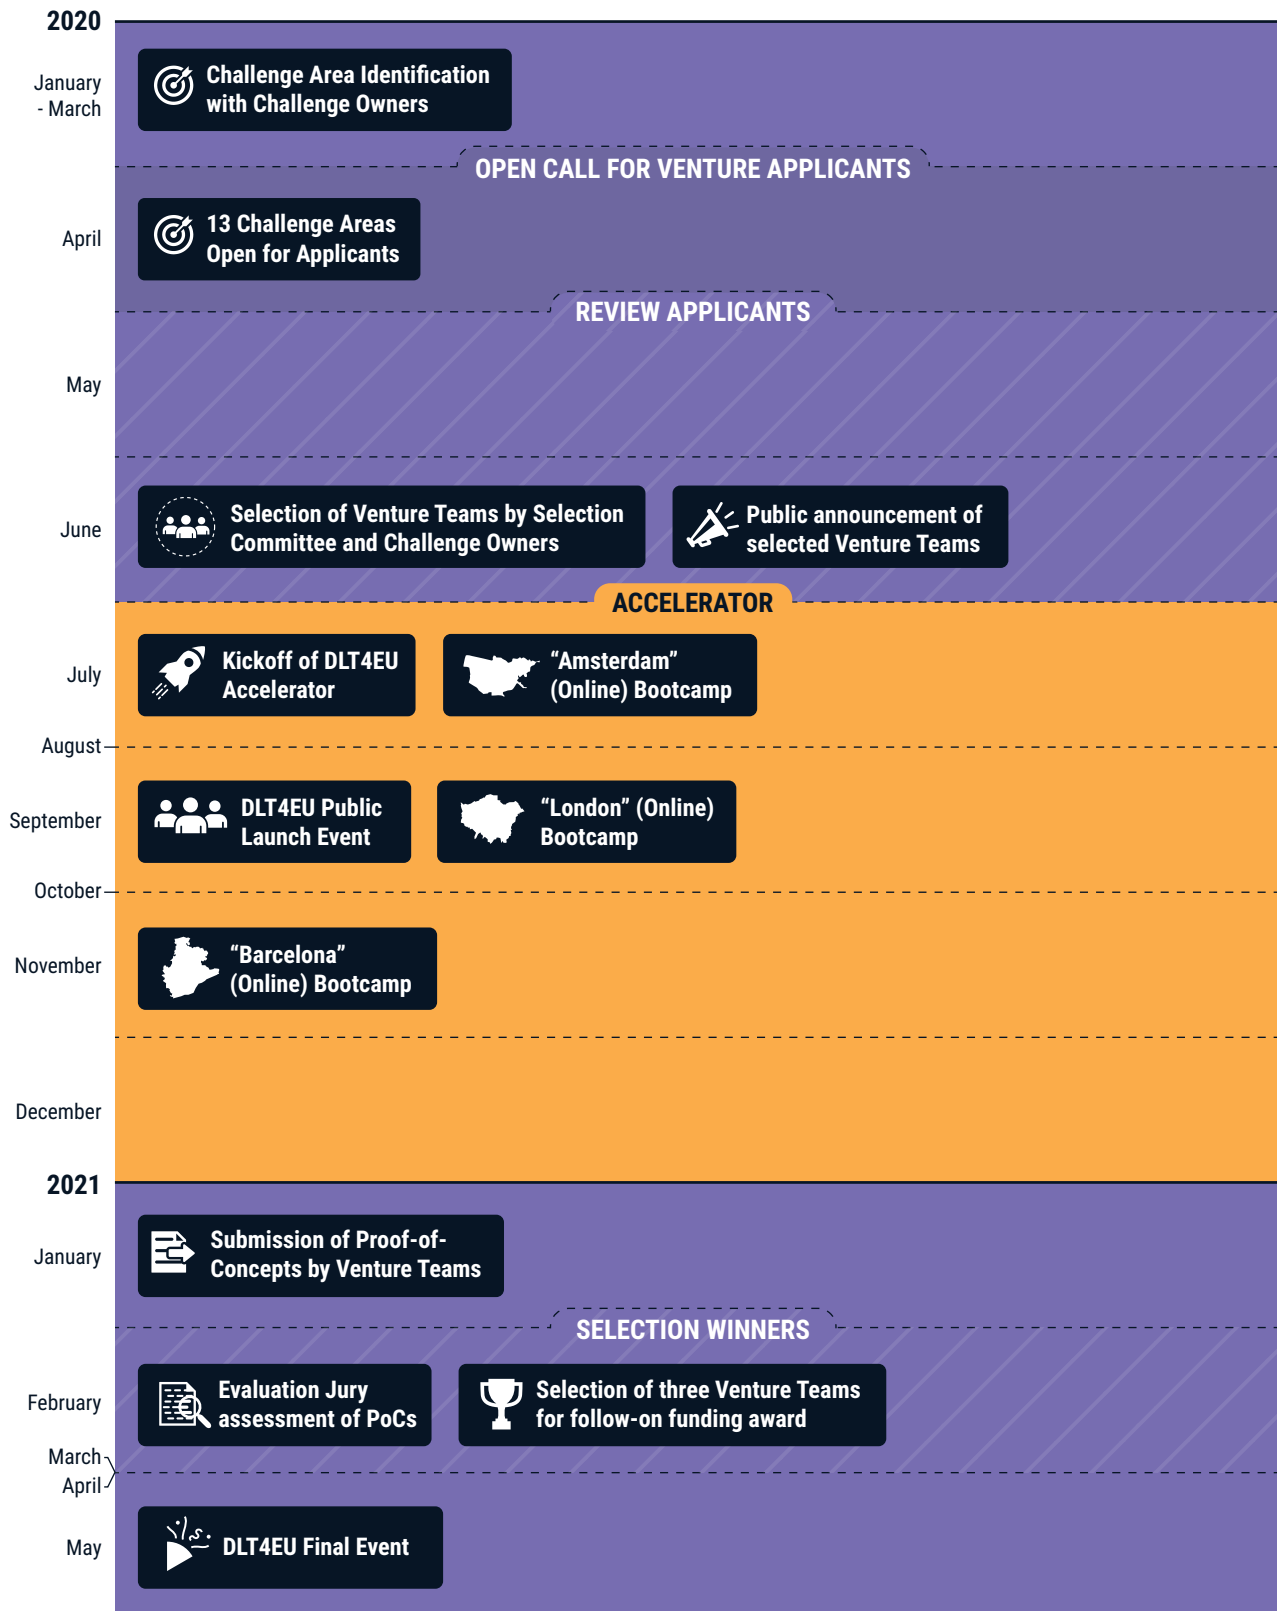 2020
January
- March
Challenge Area Identification
with Challenge Owners
OPEN CALL FOR VENTURE APPLICANTS
April
13 Challenge Areas
Open for Applicants
REVIEW APPLICANTS
May
June
Selection of Venture Teams by Selection
Committee and Challenge Owners
Public announcement of
selected Venture Teams
ACCELERATOR
July
Kickoff of DLT4EU
Accelerator
“Amsterdam”
(Online) Bootcamp
August
September
DLT4EU Public
Launch Event
“London” (Online)
Bootcamp
October
November
“Barcelona”
(Online) Bootcamp
December
2021
January
Submission of Proof-of-
Concepts by Venture Teams
SELECTION WINNERS
February
Evaluation Jury
assessment of PoCs
Selection of three Venture Teams
for follow-on funding award
March
April
May
DLT4EU Final Event